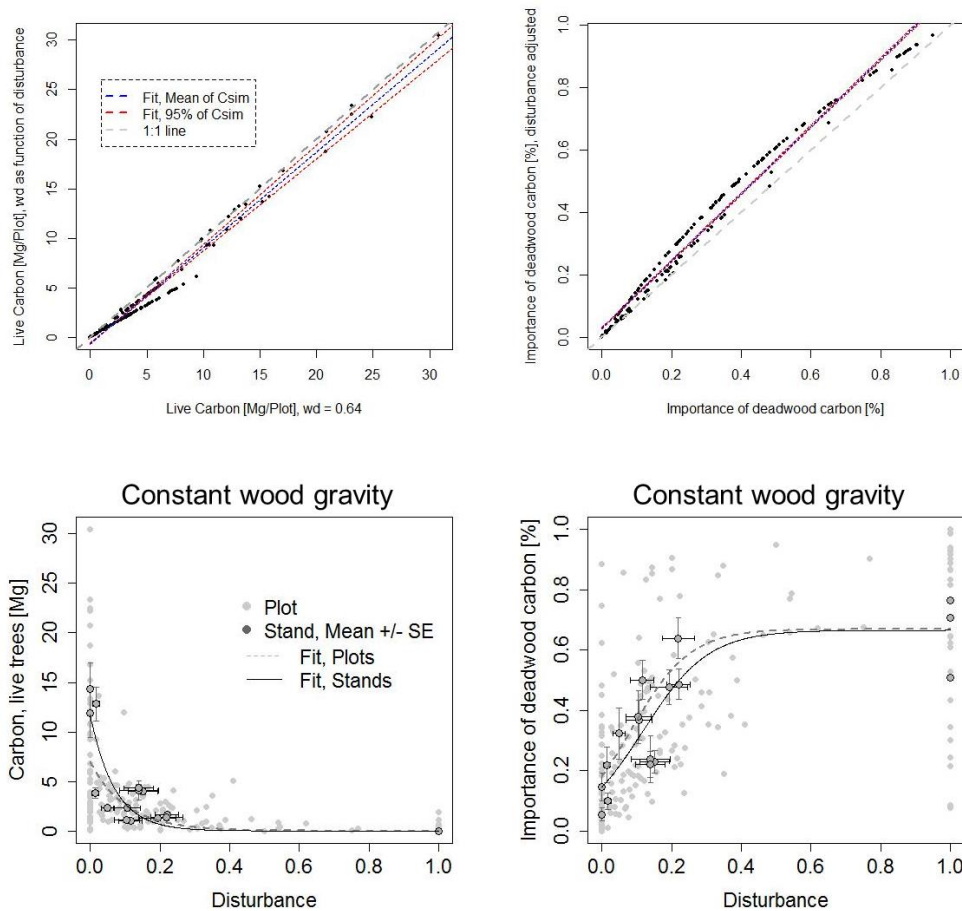 Live Carbon [Mg/Plot], wd as function of disturbance
30
25
20
15
10
5
0
Fit, Mean of Csim
Fit, 95% of Csim
1:1 line
0 5 10 15 20 25 30
Live Carbon [Mg/Plot], wd = 0.64
Importance of deadwood carbon [%], disturbance adjusted
1.0
0.8
0.6
0.4
0.2
0.0
0.0 0.2 0.4 0.6 0.8 1.0
Importance of deadwood carbon [%]
Constant wood gravity
Carbon, live trees [Mg]
30
25
20
15
10
5
0
Plot
Stand, Mean +/- SE
Fit, Plots
Fit, Stands
0.0 0.2 0.4 0.6 0.8 1.0
Disturbance
Constant wood gravity
Importance of deadwood carbon [%]
1.0
0.8
0.6
0.4
0.2
0.0
0.0 0.2 0.4 0.6 0.8 1.0
Disturbance